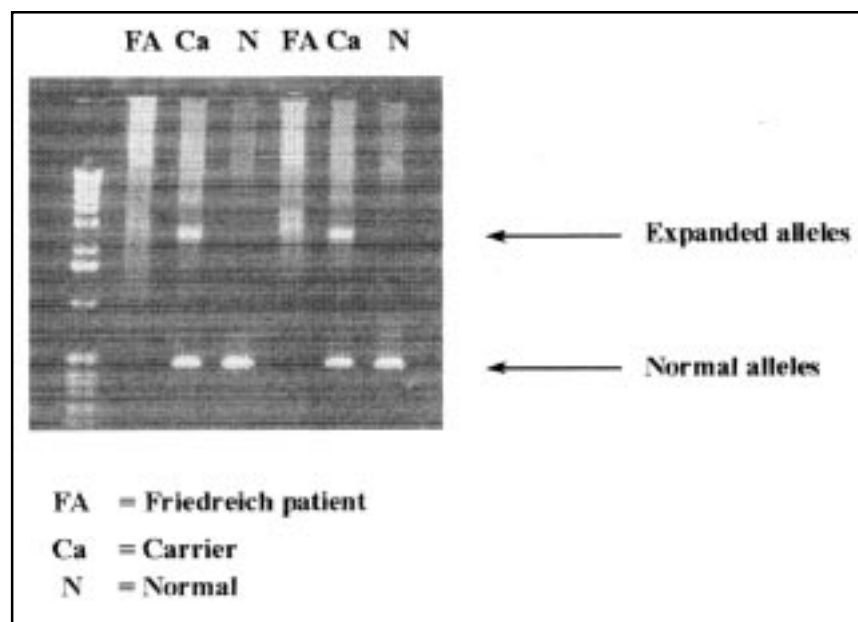 FA Ca N FA Ca N
Expanded alleles
Normal alleles
FA = Friedreich patient
Ca = Carrier
N = Normal